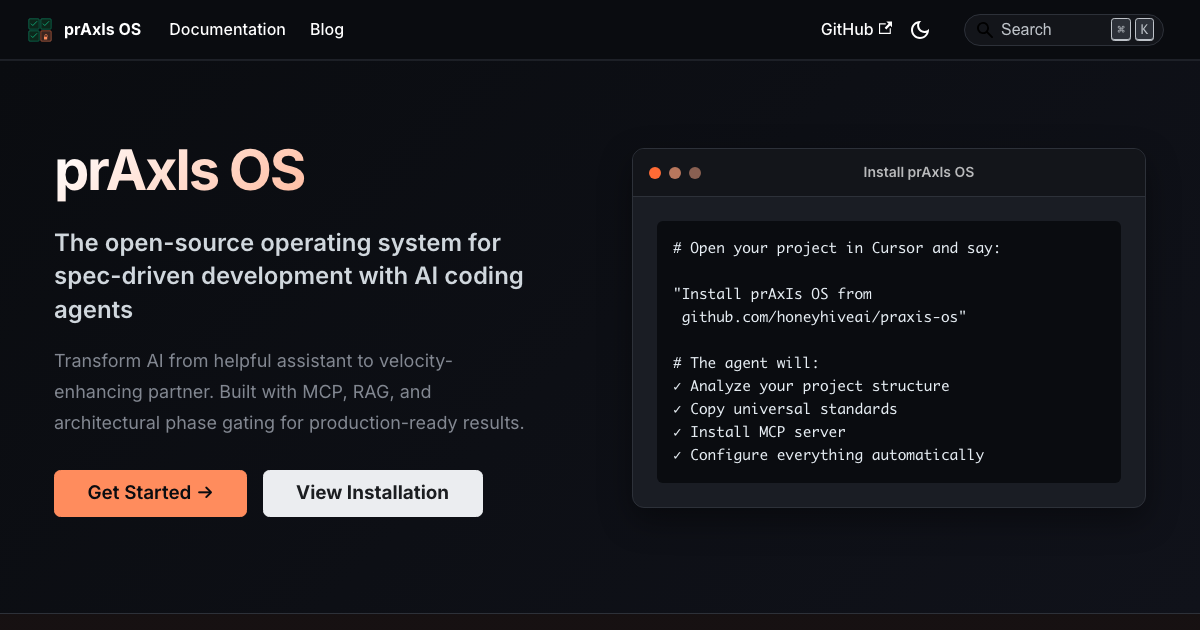 prAxIs OS
Documentation
Blog
GitHub
Search
⌘
K
prAxIs OS
The open-source operating system for
spec-driven development with AI coding
agents
Transform AI from helpful assistant to velocity-
enhancing partner. Built with MCP, RAG, and
architectural phase gating for production-ready results.
Get Started →
View Installation
Install prAxIs OS
# Open your project in Cursor and say:
"Install prAxIs OS from
github.com/honeyhiveai/praxis-os"
# The agent will:
✓ Analyze your project structure
✓ Copy universal standards
✓ Install MCP server
✓ Configure everything automatically